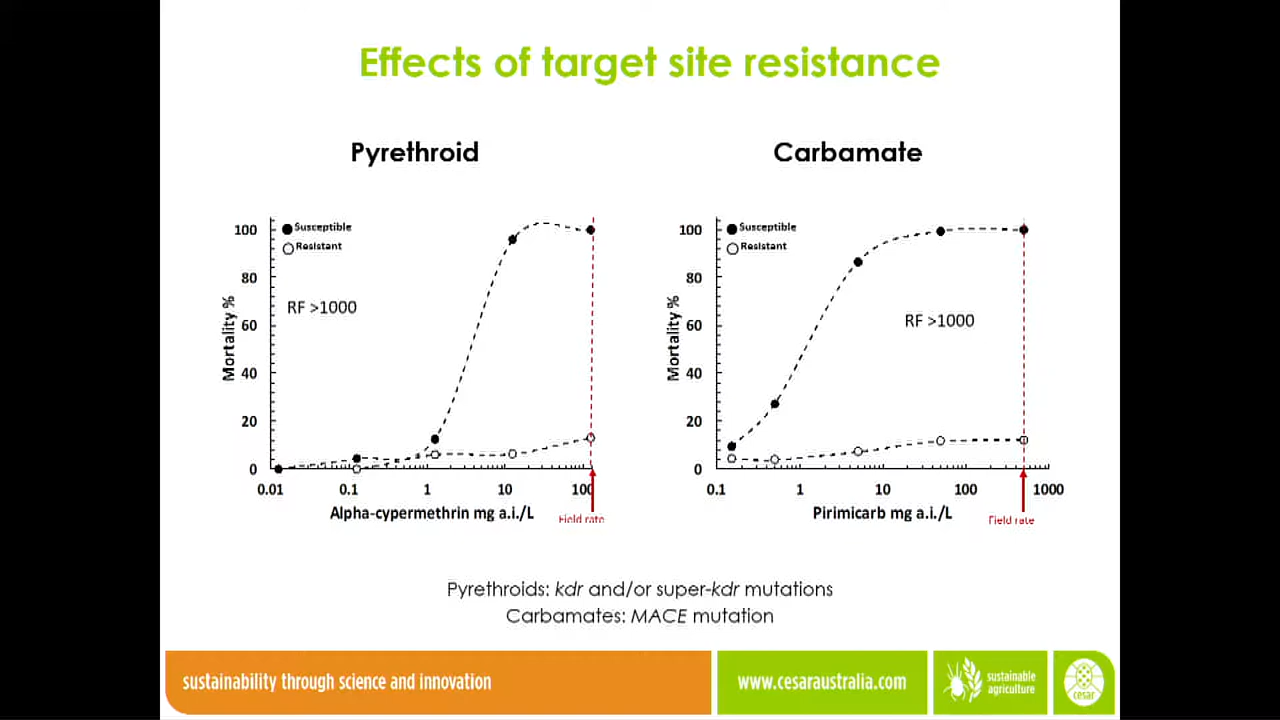 Effects of target site resistance
Pyrethroid
Susceptible
Resistant
RF >1000
Mortality %
100
80
60
40
20
0
0.01
0.1
1
10
100
Alpha-cypermethrin mg a.i./L
Field rate
Carbamate
Susceptible
Resistant
RF >1000
Mortality %
100
80
60
40
20
0
0.1
1
10
100
1000
Pirimicarb mg a.i./L
Field rate
Pyrethroids: kdr and/or super-kdr mutations
Carbamates: MACE mutation
sustainability through science and innovation
www.cesaraustralia.com
sustainable
agriculture
cesar